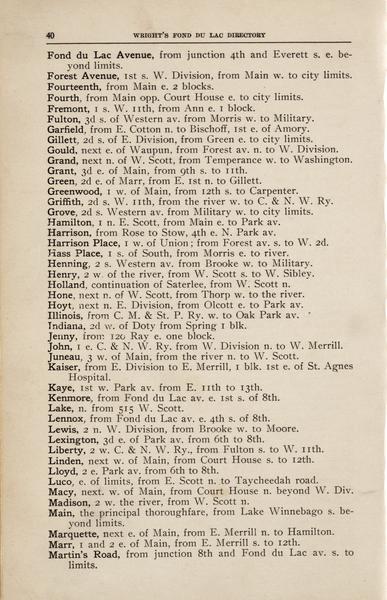 40 WRIGHT'S FOND DU LAC DIRECTORY
Fond du Lac Avenue, from junction 4th and Everett s. e. be-
yond limits.
Forest Avenue, 1st s. W. Division, from Main w. to city limits.
Fourteenth, from Main e. 2 blocks.
Fourth, from Main opp. Court House e. to city limits.
Fremont, 1 s. W. 11th, from Ann e. 1 block.
Fulton, 3d s. of Western av. from Morris w. to Military.
Garfield, from E. Cotton n. to Bischoff, 1st e. of Amory.
Gillett, 2d s. of E. Division, from Green e. to city limits.
Gould, next e. of Waupun, from Forest av. n. to W. Division.
Grand, next n. of W. Scott, from Temperance w. to Washington.
Grant, 3d e. of Main, from 9th s. to 11th.
Green, 2d e. of Marr, from E. 1st n. to Gillett.
Greenwood, 1 w. of Main, from 12th s. to Carpenter.
Griffith, 2d s. W. 11th, from the river w. to C. & N. W. Ry.
Grove, 2d s. Western av. from Military w. to city limits.
Hamilton, 1 n. E. Scott, from Main e. to Park av.
Harrison, from Rose to Stow, 4th e. N. Park av.
Harrison Place, 1 w. of Union; from Forest av. s. to W. 2d.
Hass Place, 1 s. of South, from Morris e. to river.
Henning, 2 s. Western av. from Brooke w. to Military.
Henry, 2 w. of the river, from W. Scott s. to W. Sibley.
Holland, continuation of Saterlee, from W. Scott n.
Hone, next n. of W. Scott, from Thorp w. to the river.
Hoyt, next n. E. Division, from Olcott e. to Park av.
Illinois, from C. M. & St. P. Ry. w. to Oak Park av.
Indiana, 2d w. of Doty from Spring 1 blk.
Jenny, from 120 Ray e. one block.
John, 1 e. C. & N. W. Ry. from W. Division n. to W. Merrill.
Juneau, 3 w. of Main, from the river n. to W. Scott.
Kaiser, from E. Division to E. Merrill, 1 blk. 1st e. of St. Agnes
Hospital.
Kaye, 1st w. Park av. from E. 11th to 13th.
Kenmore, from Fond du Lac av. e. 1st s. of 8th.
Lake, n. from 515 W. Scott.
Lennox, from Fond du Lac av. e. 4th s. of 8th.
Lewis, 2 n. W. Division, from Brooke w. to Moore.
Lexington, 3d e. of Park av. from 6th to 8th.
Liberty, 2 w. C. & N. W. Ry., from Fulton s. to W. 11th.
Linden, next w. of Main, from Court House s. to 12th.
Lloyd, 2 e. Park av. from 6th to 8th.
Luco, e. of limits, from E. Scott n. to Taycheedah road.
Macy, next. w. of Main, from Court House n. beyond W. Div.
Madison, 2 w. the river, from W. Scott n.
Main, the principal thoroughfare, from Lake Winnebago s. be-
yond limits.
Marquette, next e. of Main, from E. Merrill n. to Hamilton.
Marr, 1 and 2 e. of Main, from E. Merrill s. to 12th.
Martin's Road, from junction 8th and Fond du Lac av. s. to
limits.